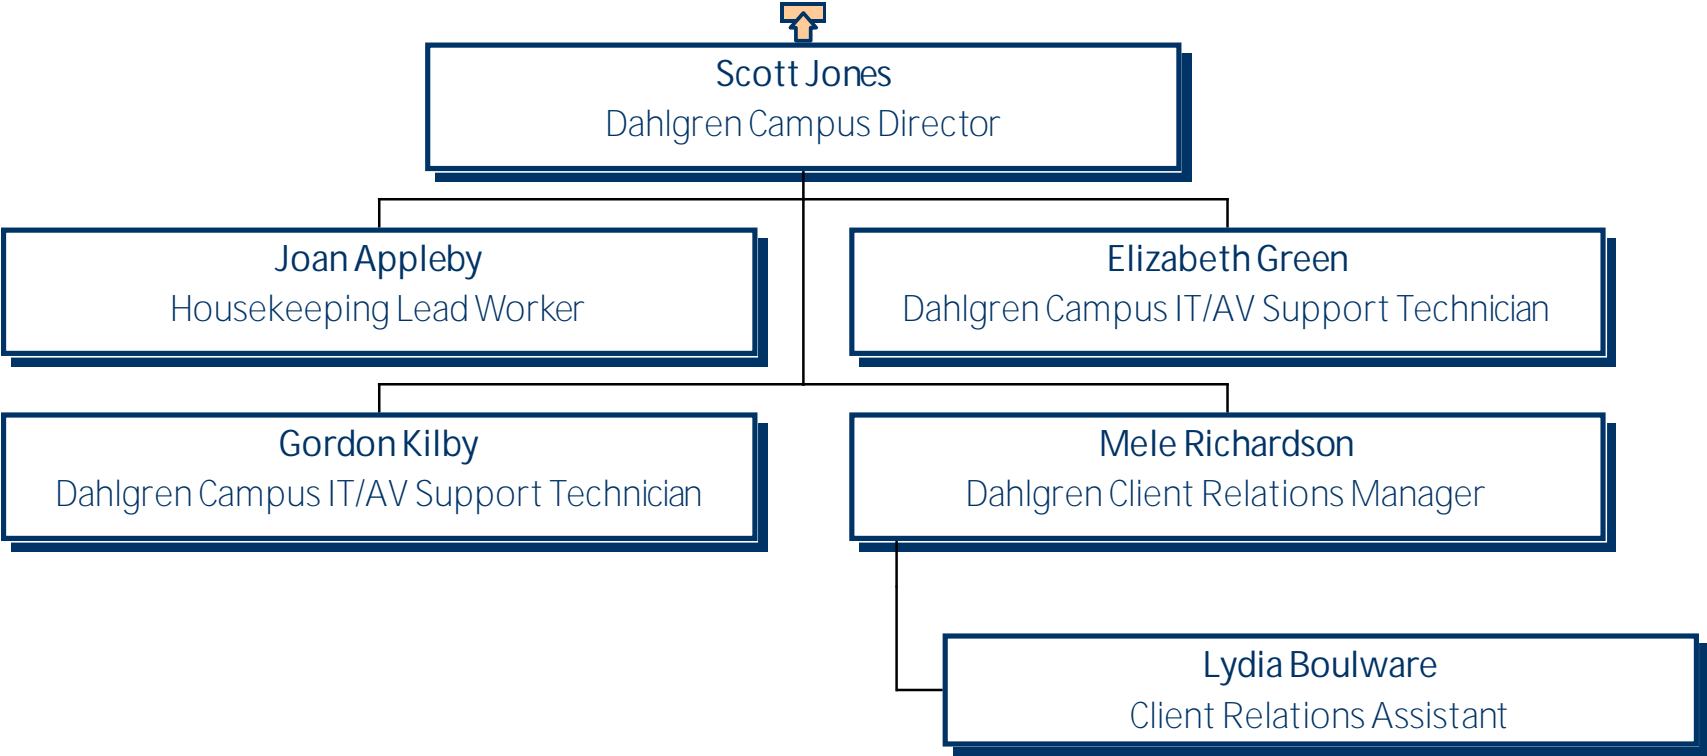 Scott Jones
Dahlgren Campus Director
Joan Appleby
Housekeeping Lead Worker
Elizabeth Green
Dahlgren Campus IT/AV Support Technician
Gordon Kilby
Dahlgren Campus IT/AV Support Technician
Mele Richardson
Dahlgren Client Relations Manager
Lydia Boulware
Client Relations Assistant